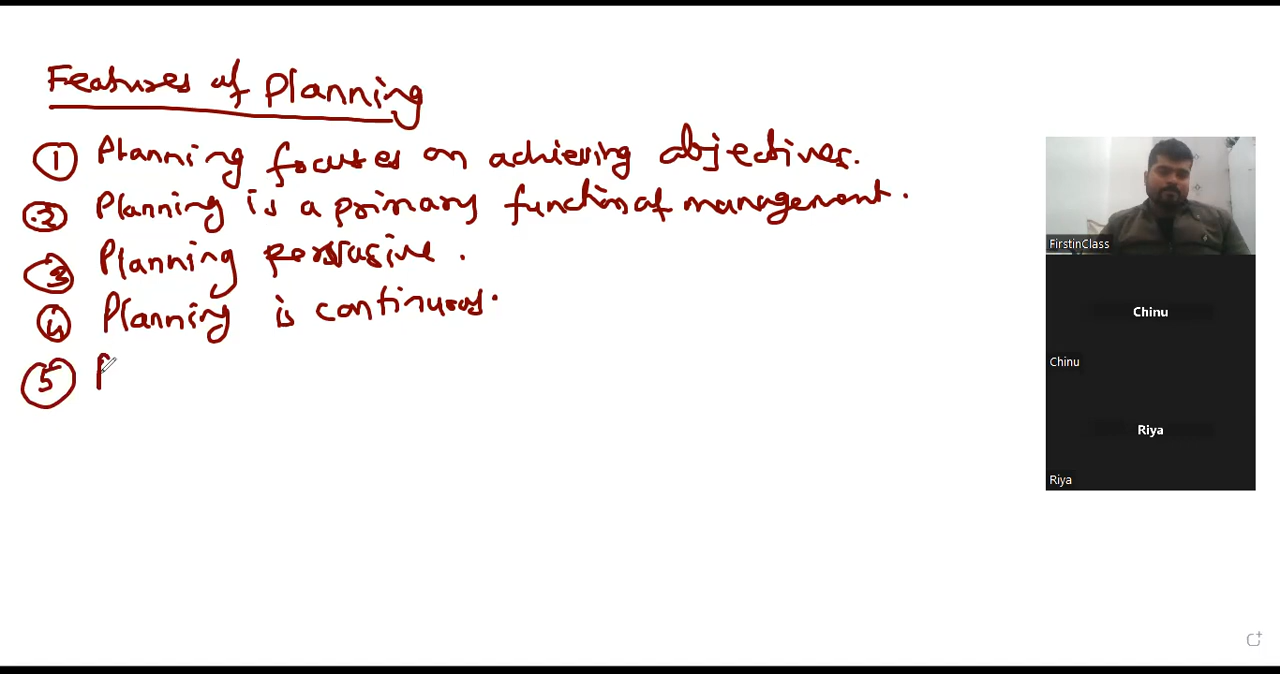 Features of Planning
① Planning focuses on achieving objectives.
② Planning is a primary function of management.
③ Planning pervasive.
④ Planning is continuous.
⑤ P
FirstinClass
Chinu
Chinu
Riya
Riya